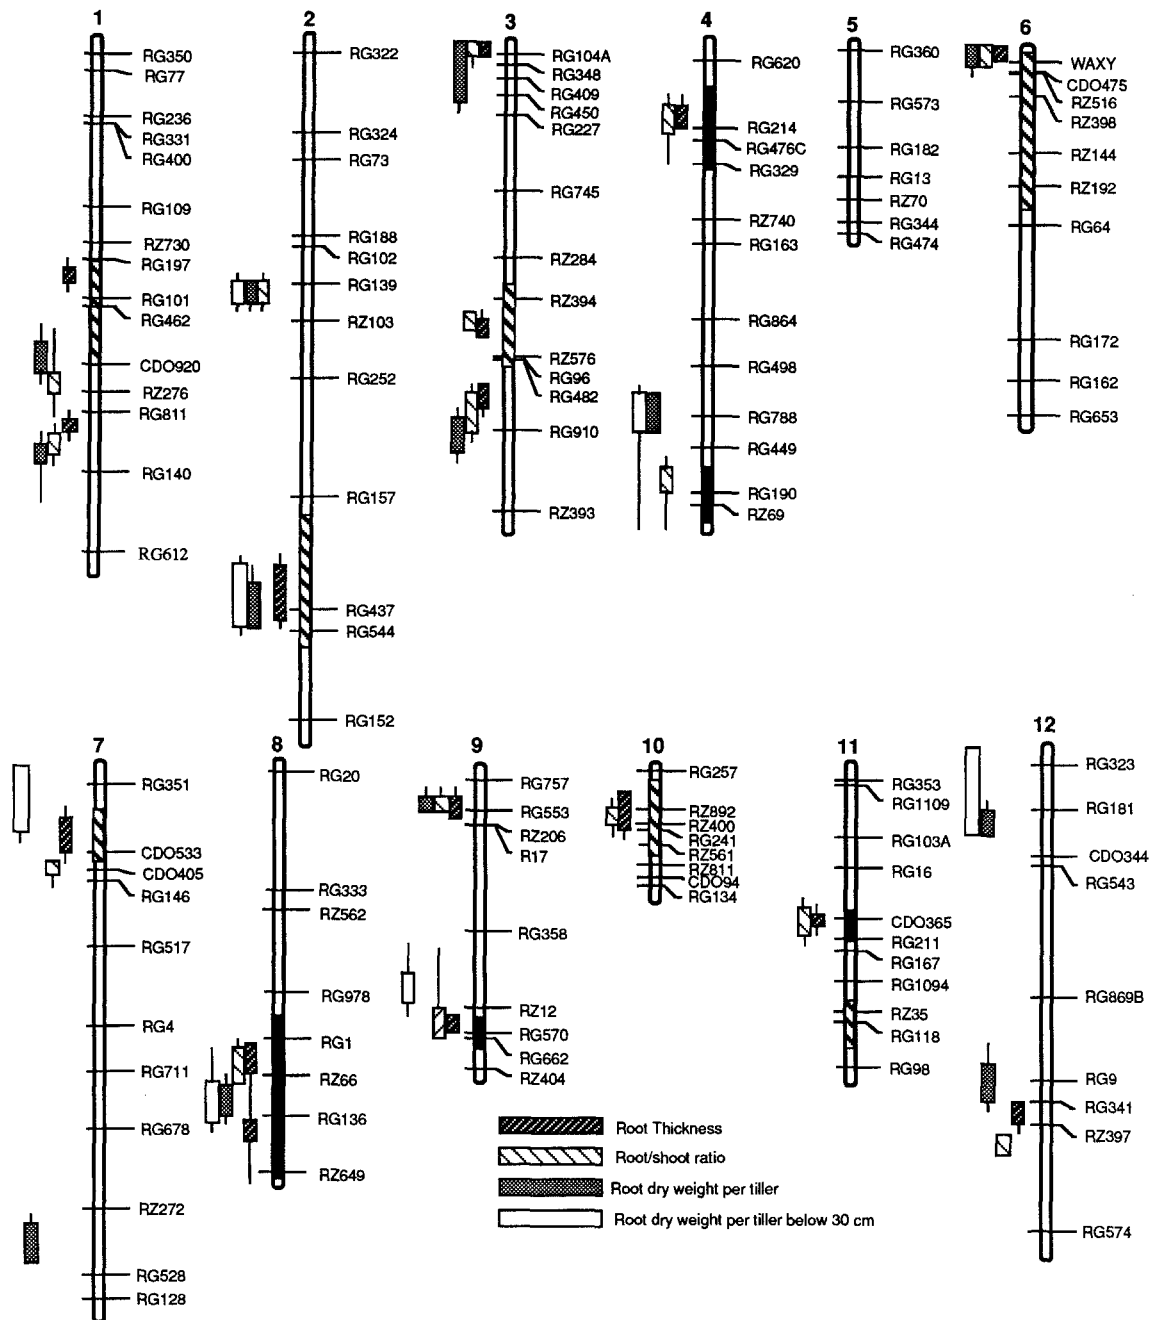 1
RG350
RG77
RG236
RG331
RG400
RG109
RZ730
RG197
RG101
RG462
CDO920
RZ276
RG811
RG140
RG612
2
RG322
RG324
RG73
RG188
RG102
RG139
RZ103
RG252
RG157
RG437
RG544
RG152
3
RG104A
RG348
RG409
RG450
RG227
RG745
RZ284
RZ394
RZ576
RG96
RG482
RG910
RZ393
4
RG620
RG214
RG476C
RG329
RZ740
RG163
RG864
RG498
RG788
RG449
RG190
RZ69
5
RG360
RG573
RG182
RG13
RZ70
RG344
RG474
6
WAXY
CDO475
RZ516
RZ398
RZ144
RZ192
RG64
RG172
RG162
RG653
7
RG351
CDO533
CDO405
RG146
RG517
RG4
RG711
RG678
RZ272
RG528
RG128
8
RG20
RG333
RZ562
RG978
RG1
RZ66
RG136
RZ649
9
RG757
RG553
RZ206
R17
RG358
RZ12
RG570
RG662
RZ404
10
RG257
RZ892
RZ400
RG241
RZ561
RZ811
CDO94
RG134
11
RG353
RG1109
RG103A
RG16
CDO365
RG211
RG167
RG1094
RZ35
RG118
RG98
12
RG323
RG181
CDO344
RG543
RG869B
RG9
RG341
RZ397
RG574
Root Thickness
Root/shoot ratio
Root dry weight per tiller
Root dry weight per tiller below 30 cm